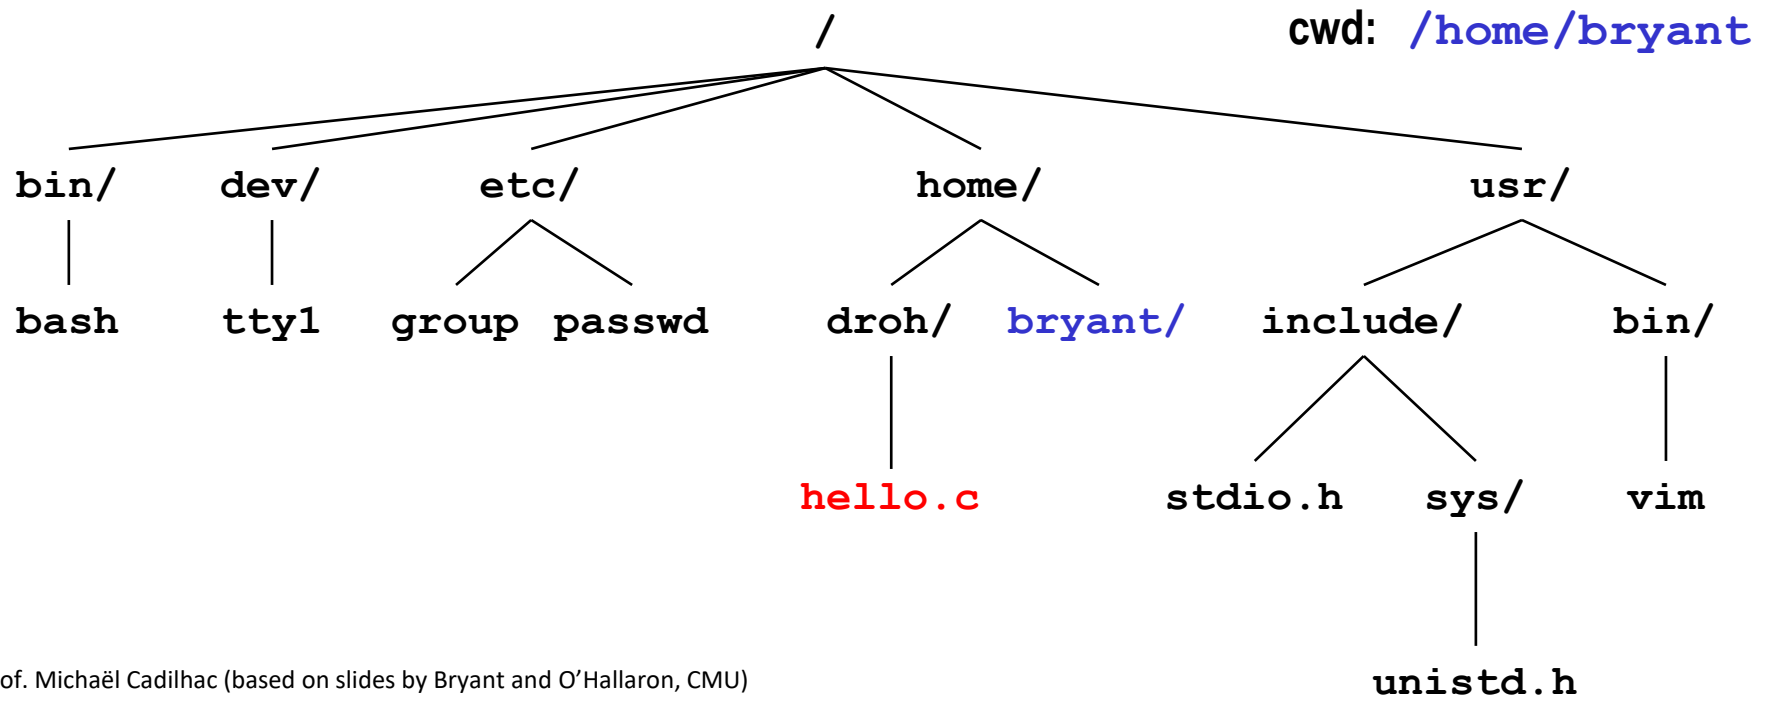 /
cwd: /home/bryant
bin/ dev/ etc/ home/ usr/
bash tty1 group passwd droh/ bryant/ include/ bin/
hello.c stdio.h sys/ vim
of. Michaël Cadilhac (based on slides by Bryant and O’Hallaron, CMU)
unistd.h